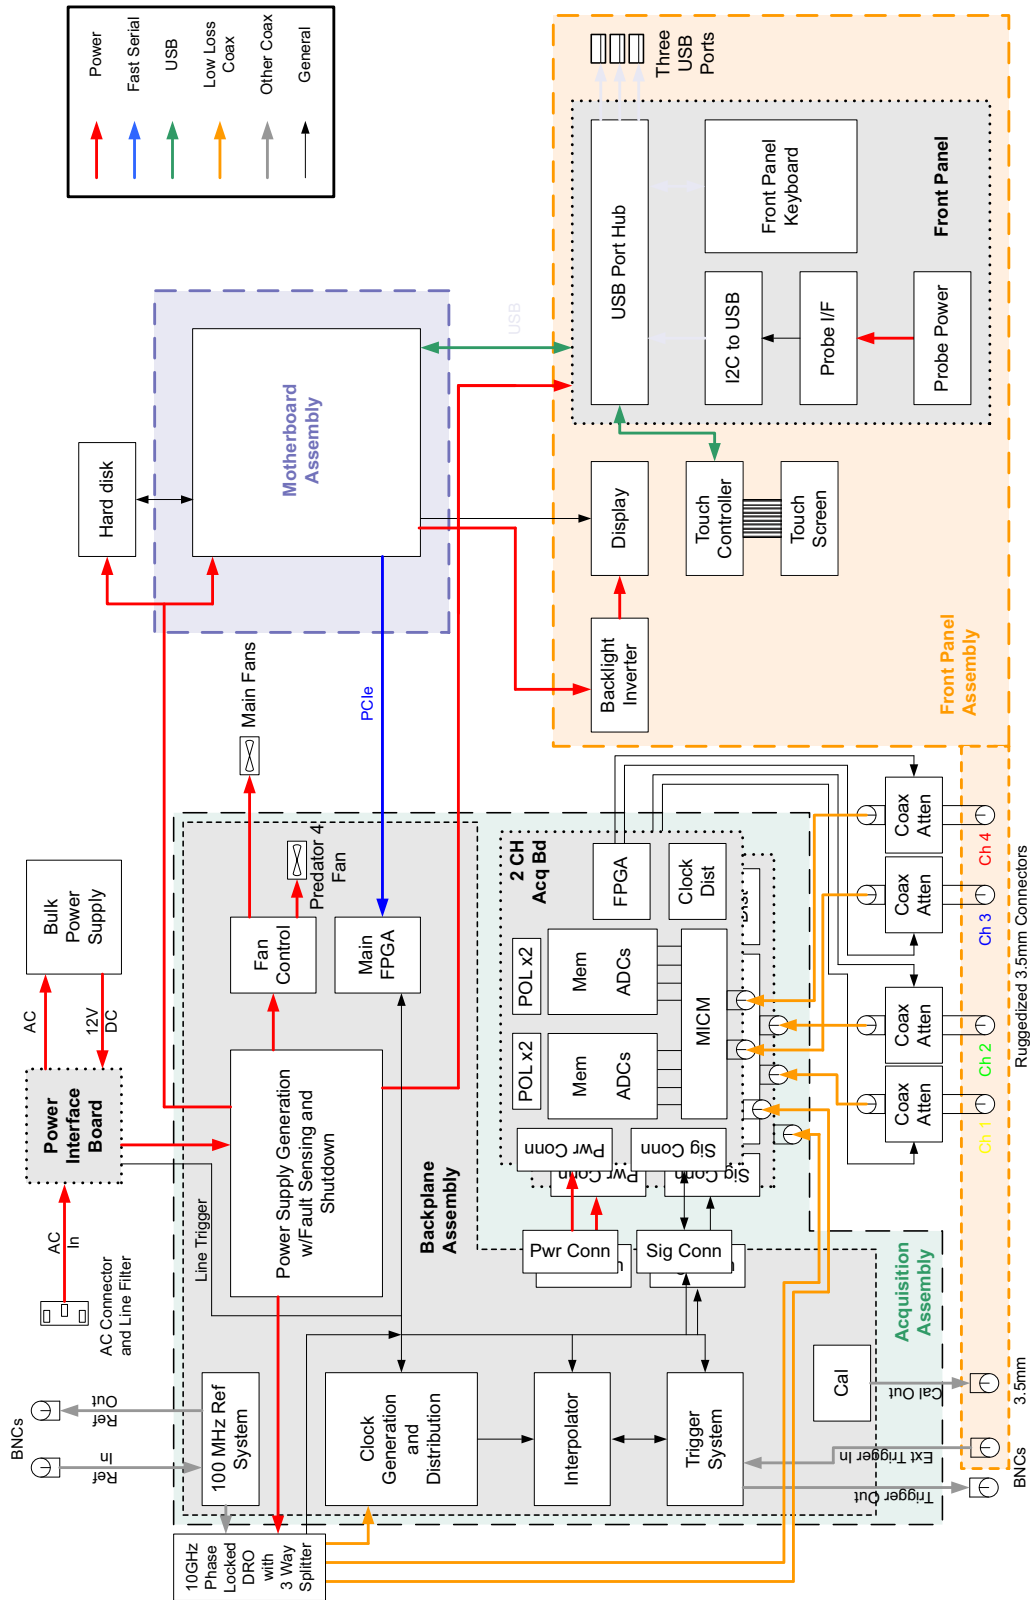 Power
Fast Serial
USB
Low Loss
Coax
Other Coax
General
Three
USB
Ports
USB Port Hub
Front Panel
Keyboard
Front Panel
I2C to USB
Probe I/F
Probe Power
USB
Motherboard
Assembly
Hard disk
Display
Touch
Controller
Touch
Screen
Backlight
Inverter
Front Panel
Assembly
Main Fans
PCIe
Predator 4
Fan
Bulk
Power
Supply
AC
12V
DC
Fan
Control
Main
FPGA
Power
Interface
Board
AC
In
AC Connector
and Line Filter
Line Trigger
Power Supply Generation
w/Fault Sensing and
Shutdown
Backplane
Assembly
2 CH
Acq Bd
FPGA
Clock
Dist
POL x2
POL x2
Mem
ADCs
Mem
ADCs
MICM
Pwr Conn
Sig Conn
Pwr Conn
Sig Conn
Pwr Conn
Sig Conn
Coax
Atten
Coax
Atten
Coax
Atten
Coax
Atten
Ch 4
Ch 3
Ch 2
Ch 1
Ruggedized 3.5mm Connectors
Acquisition
Assembly
BNCs
Ref
Out
Ref
In
100 MHz Ref
System
10GHz
Phase
Locked
DRO
with
3 Way
Splitter
Clock
Generation
and
Distribution
Interpolator
Trigger
System
Cal
Cal Out
Ext Trigger In
Trigger Out
3.5mm
BNCs